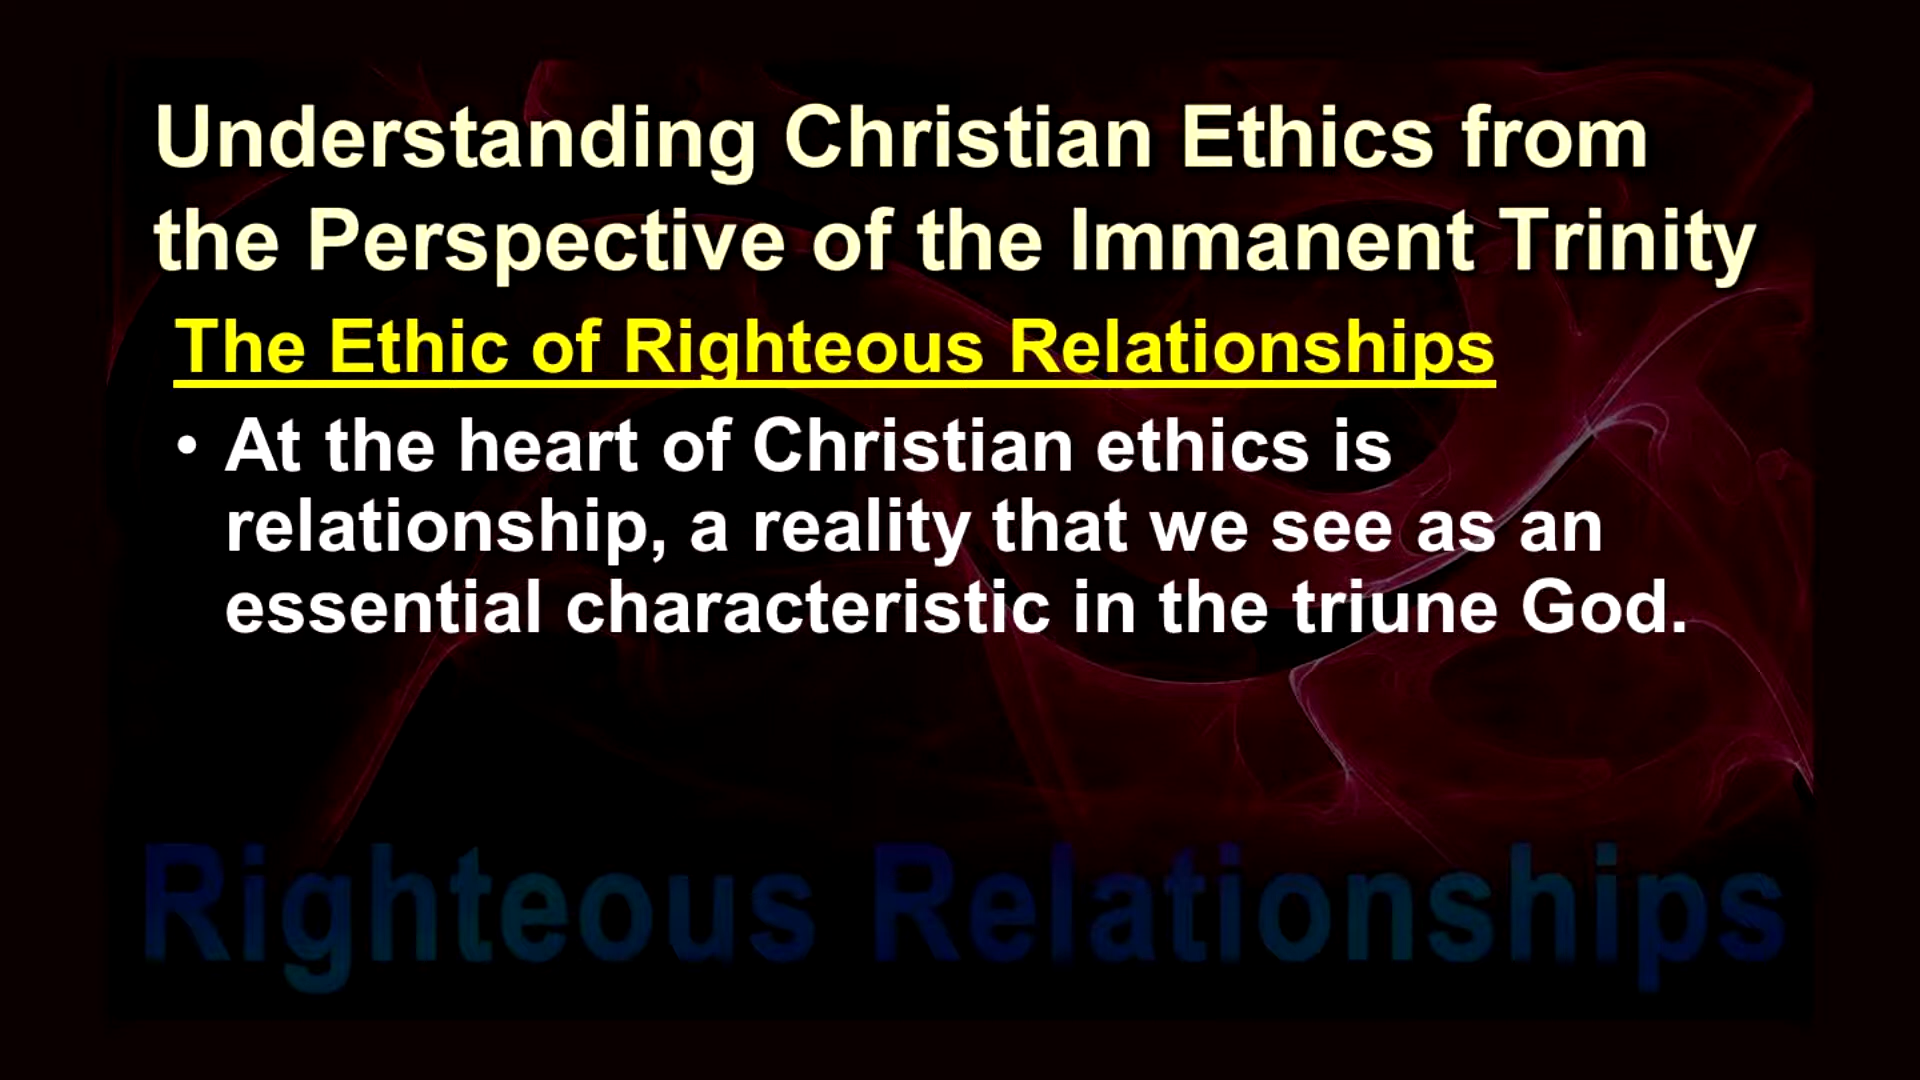 Understanding Christian Ethics from
the Perspective of the Immanent Trinity
The Ethic of Righteous Relationships
• At the heart of Christian ethics is
relationship, a reality that we see as an
essential characteristic in the triune God.
Righteous Relationships